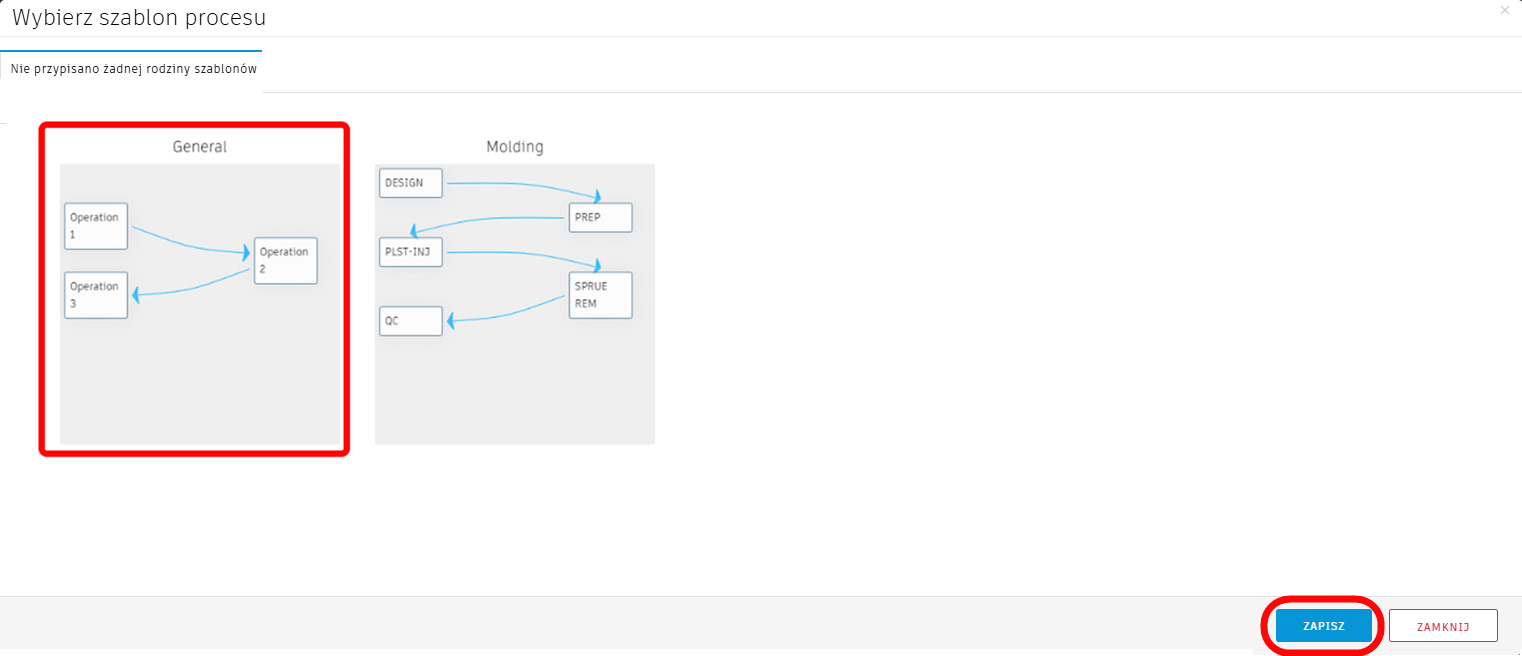 Wybierz szablon procesu
×
Nie przypisano żadnej rodziny szablonów
General
Operation
1
Operation
2
Operation
3
Molding
DESIGN
PREP
PLST-INJ
SPRUE
REM
QC
ZAPISZ
ZAMKNIJ